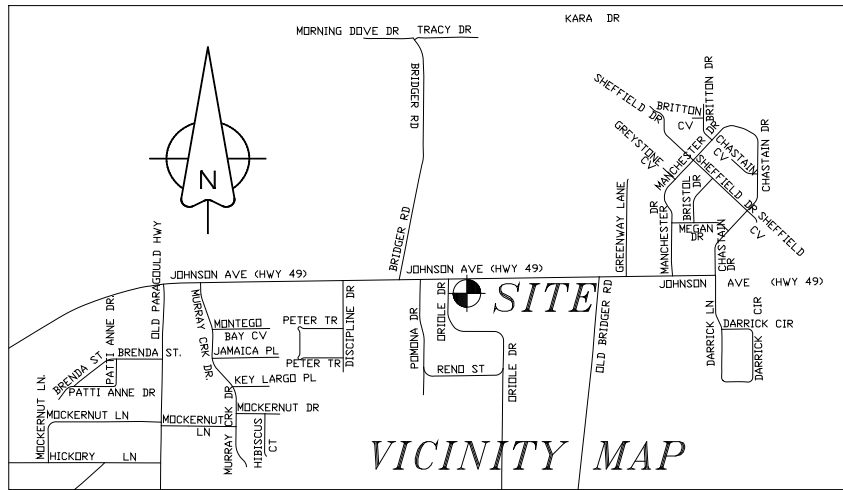 KARA DR
MORNING DOVE DR
TRACY DR
BRIDGER RD
BRITTON DR
SHEFFIELD DR
BRITTON
CV
GREYSTONE
CV
MANCHESTER DR
CHASTAIN
CV
CHASTAIN DR
SHEFFIELD DR
SHEFFIELD
CV
BRISTOL
DR
MEGAN
DR
MANCHESTER
DR
GREENWAY LANE
CHASTAIN
DR
N
OLD PARAGOULD HWY
BRIDGER RD
JOHNSON AVE (HWY 49)
JOHNSON AVE (HWY 49)
JOHNSON AVE (HWY 49)
SITE
MURRAY CRK DR.
MONTEGO
BAY CV
JAMAICA PL
PETER TR
PETER TR
DISCIPLINE DR
POMONA DR
ORIOLE DR
OLD BRIDGER RD
DARRICK LN
DARRICK CIR
DARRICK CIR
PATTI ANNE DR
BRENDA ST.
BRENDA ST
PATTI ANNE DR
KEY LARGO PL
RENO ST
ORIOLE DR
MOCKERNUT LN.
MOCKERNUT LN
MOCKERNUT
LN
MOCKERNUT DR
MURRAY CRK DR
HIBISCUS
CT
HICKORY LN
VICINITY MAP